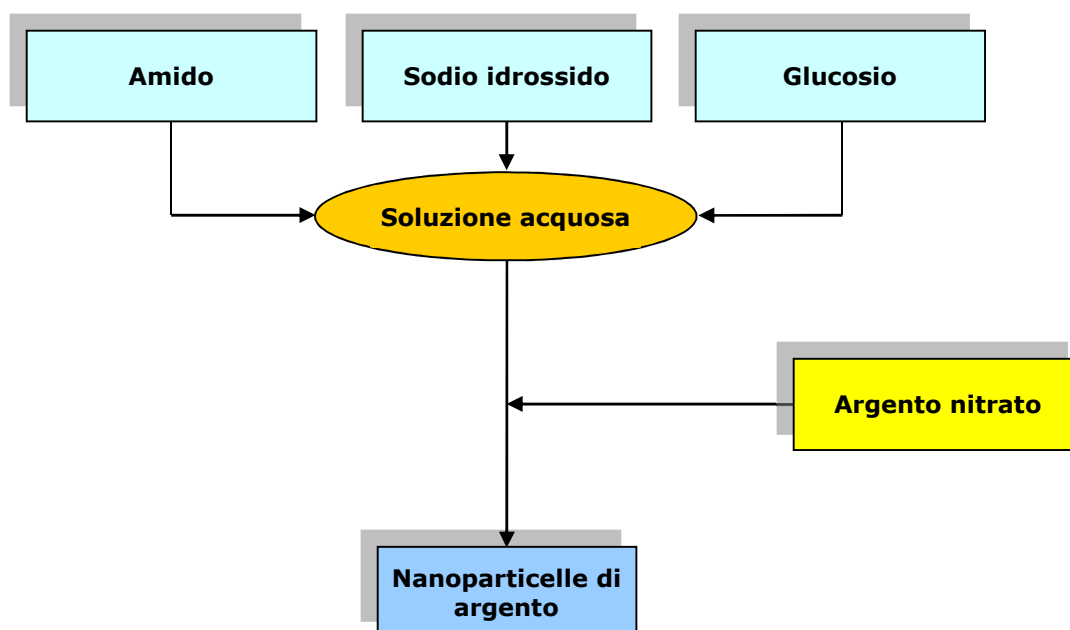 Amido
Sodio idrossido
Glucosio
Soluzione acquosa
Argento nitrato
Nanoparticelle di
argento